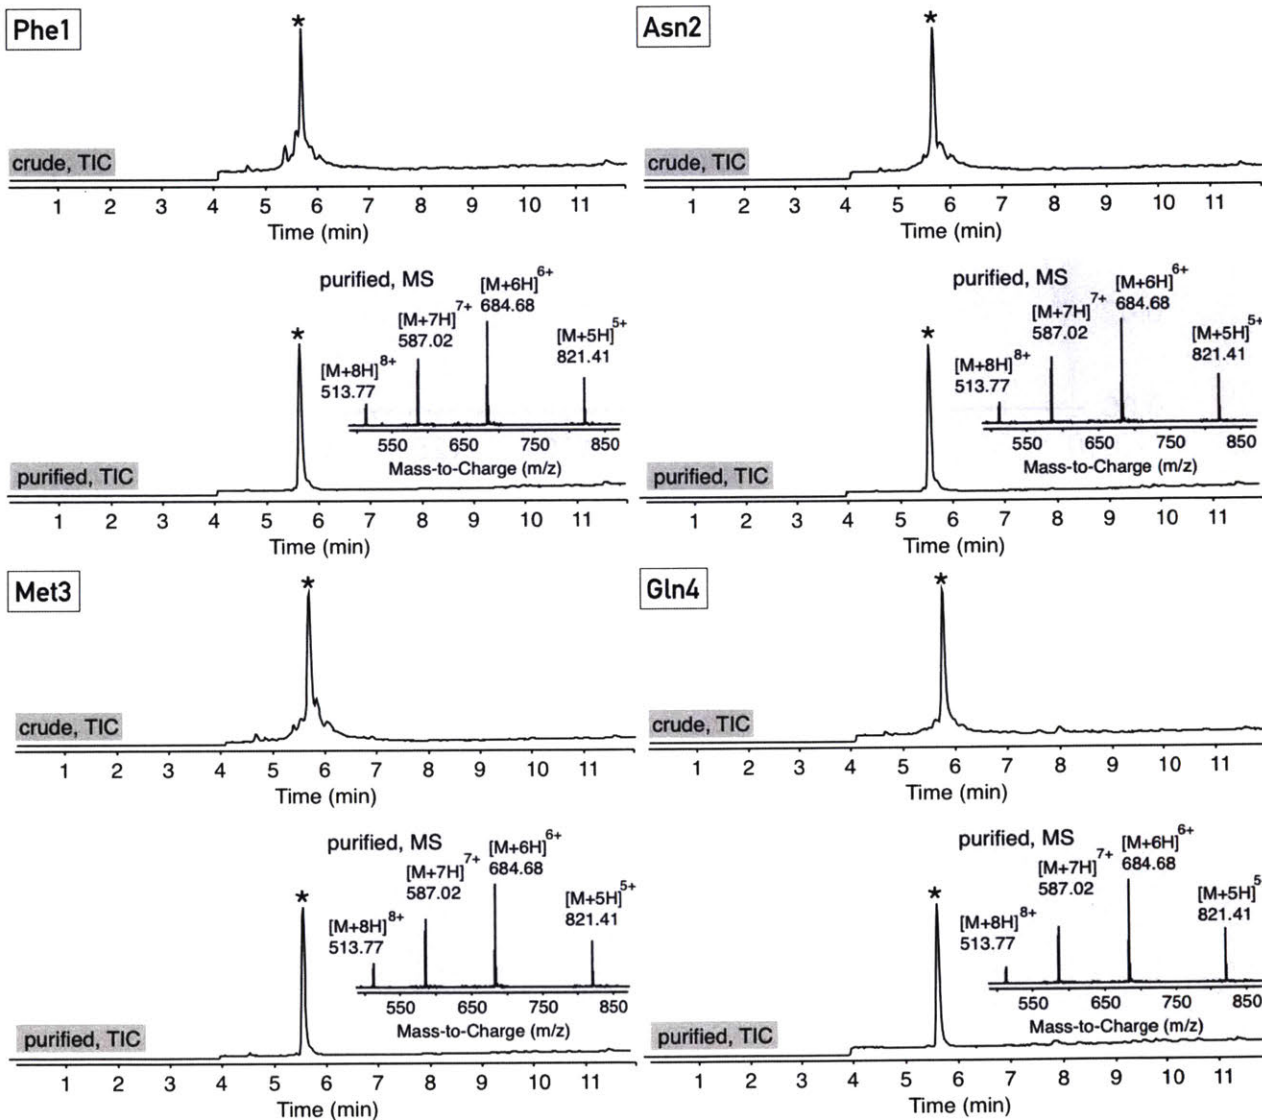 Phe1
crude, TIC
1 2 3 4 5 6 7 8 9 10 11
Time (min)
purified, MS
[M+6H]6+
684.68
[M+7H]7+
587.02
[M+5H]5+
821.41
[M+8H]8+
513.77
550 650 750 850
Mass-to-Charge (m/z)
purified, TIC
1 2 3 4 5 6 7 8 9 10 11
Time (min)
Asn2
crude, TIC
1 2 3 4 5 6 7 8 9 10 11
Time (min)
purified, MS
[M+6H]6+
684.68
[M+7H]7+
587.02
[M+5H]5+
821.41
[M+8H]8+
513.77
550 650 750 850
Mass-to-Charge (m/z)
purified, TIC
1 2 3 4 5 6 7 8 9 10 11
Time (min)
Met3
crude, TIC
1 2 3 4 5 6 7 8 9 10 11
Time (min)
purified, MS
[M+6H]6+
684.68
[M+7H]7+
587.02
[M+5H]5+
821.41
[M+8H]8+
513.77
550 650 750 850
Mass-to-Charge (m/z)
purified, TIC
1 2 3 4 5 6 7 8 9 10 11
Time (min)
Gln4
crude, TIC
1 2 3 4 5 6 7 8 9 10 11
Time (min)
purified, MS
[M+6H]6+
684.68
[M+7H]7+
587.02
[M+5H]5
821.41
[M+8H]8+
513.77
550 650 750 850
Mass-to-Charge (m/z)
purified, TIC
1 2 3 4 5 6 7 8 9 10 11
Time (min)